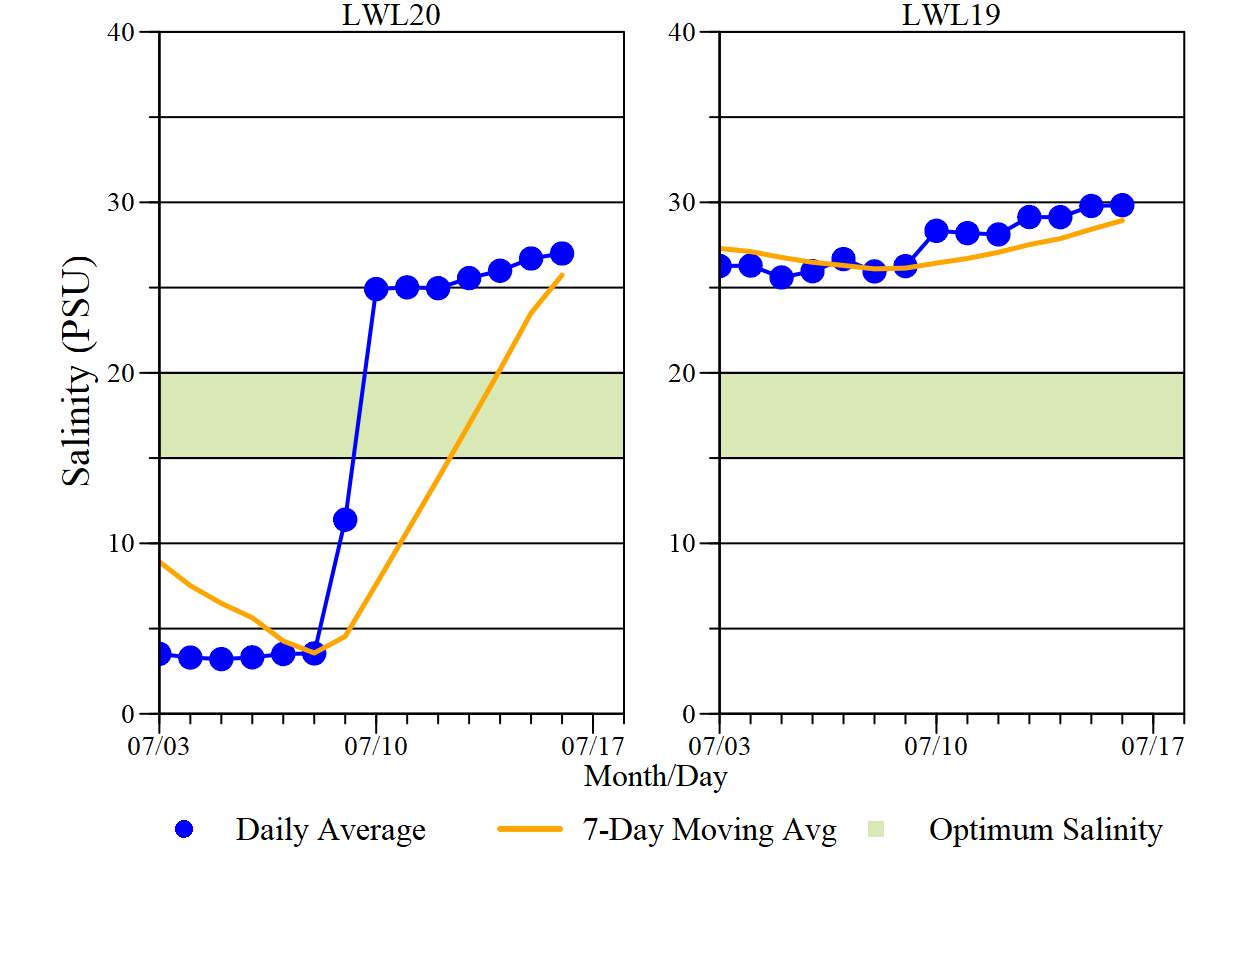 LWL20 LWL19
40 40
30 30
Salinity (PSU)
20 20
10 10
0 0
07/03 07/10 07/17 07/03 07/10 07/17
Month/Day
Daily Average 7-Day Moving Avg Optimum Salinity